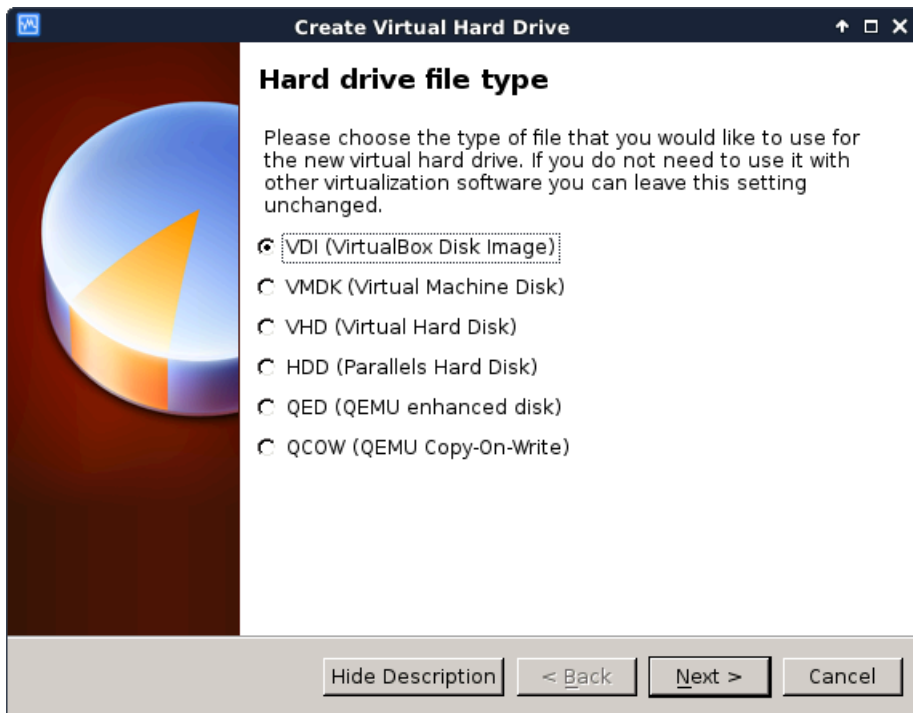 Create Virtual Hard Drive
Hard drive file type
Please choose the type of file that you would like to use for
the new virtual hard drive. If you do not need to use it with
other virtualization software you can leave this setting
unchanged.
VDI (VirtualBox Disk Image)
VMDK (Virtual Machine Disk)
VHD (Virtual Hard Disk)
HDD (Parallels Hard Disk)
QED (QEMU enhanced disk)
QCOW (QEMU Copy-On-Write)
Hide Description < Back Next > Cancel